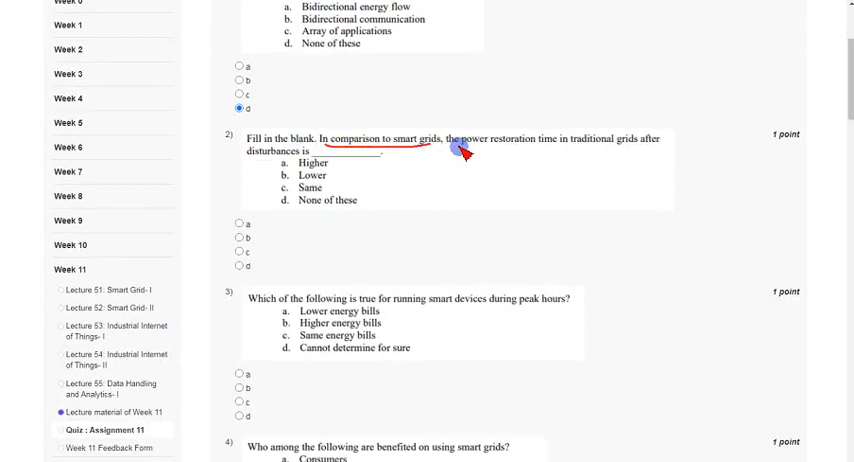 Week 0
Week 1
Week 2
Week 3
Week 4
Week 5
Week 6
Week 7
Week 8
Week 9
Week 10
Week 11
Lecture 51: Smart Grid- I
Lecture 52: Smart Grid- II
Lecture 53: Industrial Internet
of Things- I
Lecture 54: Industrial Internet
of Things- II
Lecture 55: Data Handling
and Analytics- I
Lecture material of Week 11
Quiz : Assignment 11
Week 11 Feedback Form
a. Bidirectional energy flow
b. Bidirectional communication
c. Array of applications
d. None of these
a
b
c
d
2) Fill in the blank. In comparison to smart grids, the power restoration time in traditional grids after 1 point
disturbances is ____________.
a. Higher
b. Lower
c. Same
d. None of these
a
b
c
d
3) Which of the following is true for running smart devices during peak hours? 1 point
a. Lower energy bills
b. Higher energy bills
c. Same energy bills
d. Cannot determine for sure
a
b
c
d
4) Who among the following are benefited on using smart grids? 1 point
a. Consumers